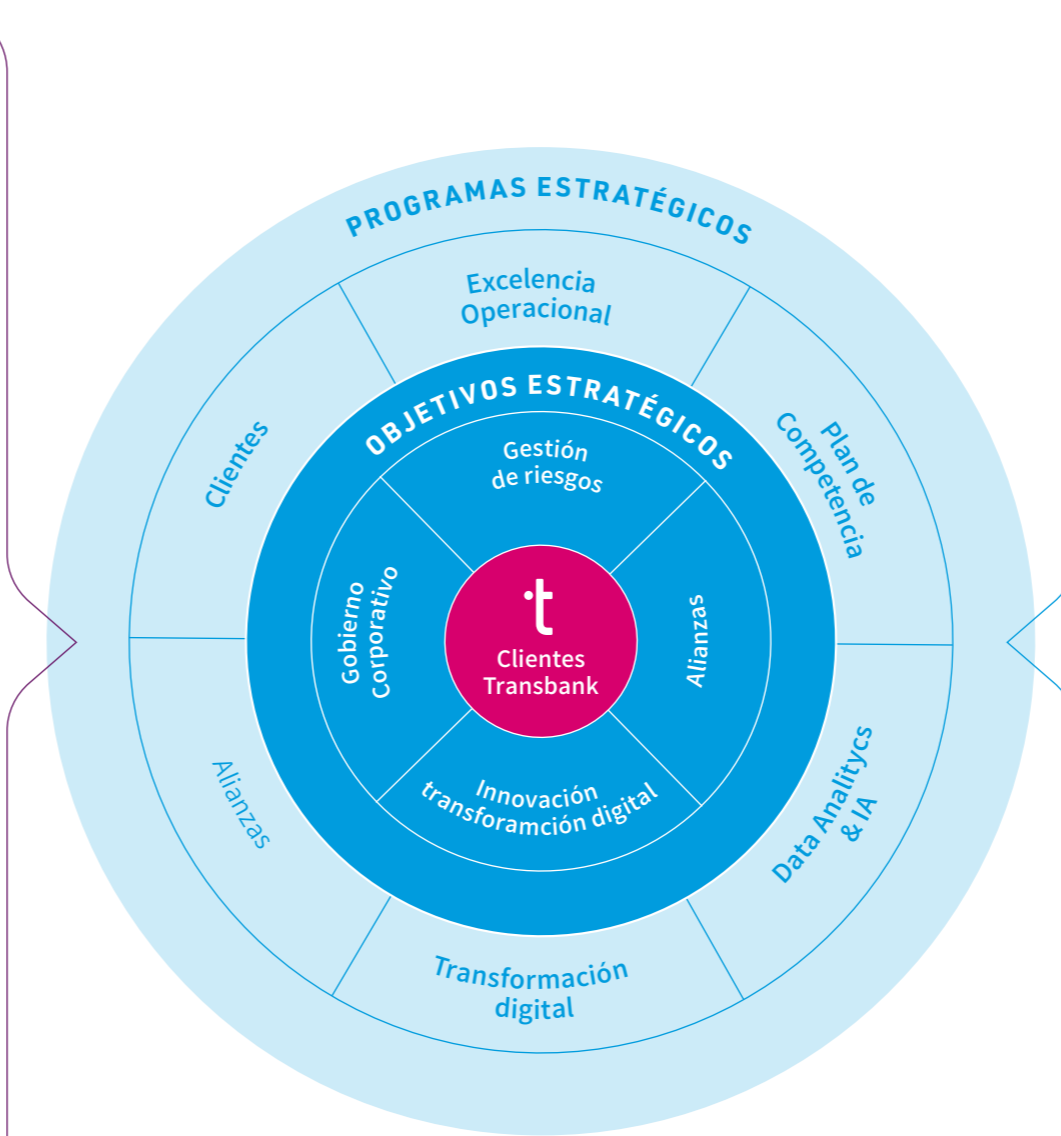 PROGRAMAS ESTRATÉGICOS
Excelencia
Operacional
Plan de
Competencia
Data Analitycs
& IA
Transformación
digital
Alianzas
Clientes
OBJETIVOS ESTRATÉGICOS
Gestión
de riesgos
Alianzas
Innovación
transforamción digital
Gobierno
Corporativo
t
Clientes
Transbank